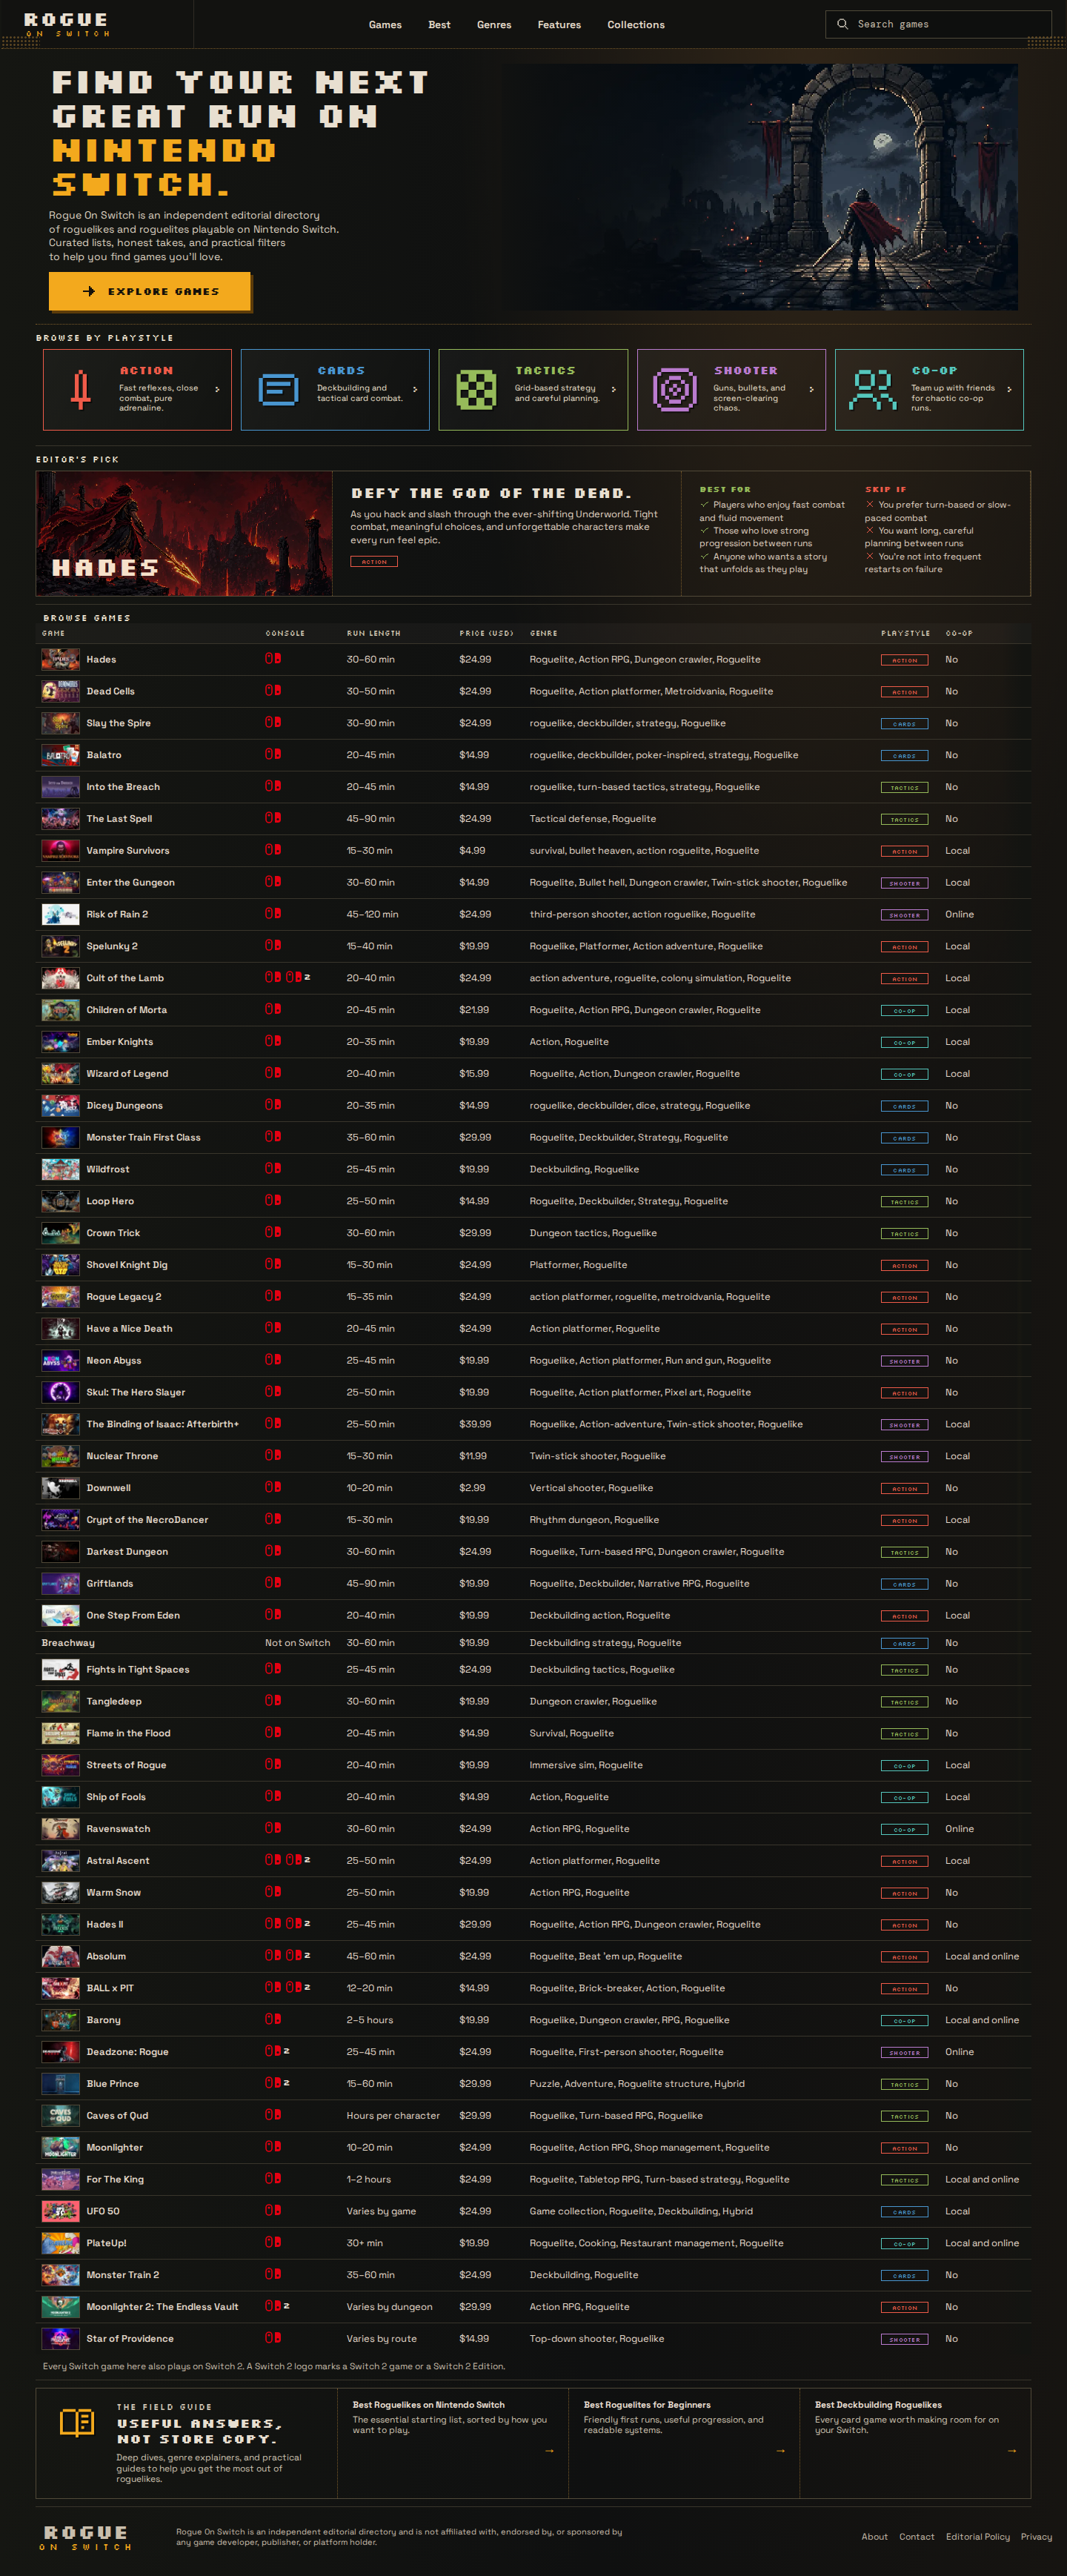 ROGUE
ON SWITCH
Games Best Genres Features Collections
Search games
FIND YOUR NEXT
GREAT RUN ON
NINTENDO
SWITCH.
Rogue On Switch is an independent editorial directory
of roguelikes and roguelites playable on Nintendo Switch.
Curated lists, honest takes, and practical filters
to help you find games you'll love.
EXPLORE GAMES
BROWSE BY PLAYSTYLE
ACTION
Fast reflexes, close
combat, pure
adrenaline.
CARDS
Deckbuilding and
tactical card combat.
TACTICS
Grid-based strategy
and careful planning.
SHOOTER
Guns, bullets, and
screen-clearing
chaos.
CO-OP
Team up with friends
for chaotic co-op
runs.
EDITOR'S PICK
HADES
DEFY THE GOD OF THE DEAD.
As you hack and slash through the ever-shifting Underworld. Tight
combat, meaningful choices, and unforgettable characters make
every run feel epic.
ACTION
BEST FOR
Players who enjoy fast combat
and fluid movement
Those who love strong
progression between runs
Anyone who wants a story
that unfolds as they play
SKIP IF
You prefer turn-based or slow-
paced combat
You want long, careful
planning between runs
You're not into frequent
restarts on failure
BROWSE GAMES
GAME CONSOLE RUN LENGTH PRICE (USD) GENRE PLAYSTYLE CO-OP
Hades 30–60 min $24.99 Roguelite, Action RPG, Dungeon crawler, Roguelite ACTION No
Dead Cells 30–50 min $24.99 Roguelite, Action platformer, Metroidvania, Roguelite ACTION No
Slay the Spire 30–90 min $24.99 roguelike, deckbuilder, strategy, Roguelike CARDS No
Balatro 20–45 min $14.99 roguelike, deckbuilder, poker-inspired, strategy, Roguelike CARDS No
Into the Breach 20–45 min $14.99 roguelike, turn-based tactics, strategy, Roguelike TACTICS No
The Last Spell 45–90 min $24.99 Tactical defense, Roguelite TACTICS No
Vampire Survivors 15–30 min $4.99 survival, bullet heaven, action roguelite, Roguelite ACTION Local
Enter the Gungeon 30–60 min $14.99 Roguelite, Bullet hell, Dungeon crawler, Twin-stick shooter, Roguelike SHOOTER Local
Risk of Rain 2 45–120 min $24.99 third-person shooter, action roguelike, Roguelite SHOOTER Online
Spelunky 2 15–40 min $19.99 Roguelike, Platformer, Action adventure, Roguelike ACTION Local
Cult of the Lamb 2 20–40 min $24.99 action adventure, roguelite, colony simulation, Roguelite ACTION Local
Children of Morta 20–45 min $21.99 Roguelite, Action RPG, Dungeon crawler, Roguelite CO-OP Local
Ember Knights 20–35 min $19.99 Action, Roguelite CO-OP Local
Wizard of Legend 20–40 min $15.99 Roguelite, Action, Dungeon crawler, Roguelite CO-OP Local
Dicey Dungeons 20–35 min $14.99 roguelike, deckbuilder, dice, strategy, Roguelike CARDS No
Monster Train First Class 35–60 min $29.99 Roguelite, Deckbuilder, Strategy, Roguelite CARDS No
Wildfrost 25–45 min $19.99 Deckbuilding, Roguelike CARDS No
Loop Hero 25–50 min $14.99 Roguelite, Deckbuilder, Strategy, Roguelite TACTICS No
Crown Trick 30–60 min $29.99 Dungeon tactics, Roguelike TACTICS No
Shovel Knight Dig 15–30 min $24.99 Platformer, Roguelite ACTION No
Rogue Legacy 2 15–35 min $24.99 action platformer, roguelite, metroidvania, Roguelite ACTION No
Have a Nice Death 20–45 min $24.99 Action platformer, Roguelite ACTION No
Neon Abyss 25–45 min $19.99 Roguelike, Action platformer, Run and gun, Roguelite SHOOTER No
Skul: The Hero Slayer 25–50 min $19.99 Roguelite, Action platformer, Pixel art, Roguelite ACTION No
The Binding of Isaac: Afterbirth+ 25–50 min $39.99 Roguelike, Action-adventure, Twin-stick shooter, Roguelike SHOOTER Local
Nuclear Throne 15–30 min $11.99 Twin-stick shooter, Roguelike SHOOTER Local
Downwell 10–20 min $2.99 Vertical shooter, Roguelike ACTION No
Crypt of the NecroDancer 15–30 min $19.99 Rhythm dungeon, Roguelike ACTION Local
Darkest Dungeon 30–60 min $24.99 Roguelike, Turn-based RPG, Dungeon crawler, Roguelite TACTICS No
Griftlands 45–90 min $19.99 Roguelite, Deckbuilder, Narrative RPG, Roguelite CARDS No
One Step From Eden 20–40 min $19.99 Deckbuilding action, Roguelite ACTION Local
Breachway Not on Switch 30–60 min $19.99 Deckbuilding strategy, Roguelite CARDS No
Fights in Tight Spaces 25–45 min $24.99 Deckbuilding tactics, Roguelike TACTICS No
Tangledeep 30–60 min $19.99 Dungeon crawler, Roguelike TACTICS No
Flame in the Flood 20–45 min $14.99 Survival, Roguelite TACTICS No
Streets of Rogue 20–40 min $19.99 Immersive sim, Roguelite CO-OP Local
Ship of Fools 20–40 min $14.99 Action, Roguelite CO-OP Local
Ravenswatch 30–60 min $24.99 Action RPG, Roguelite CO-OP Online
Astral Ascent 2 25–50 min $24.99 Action platformer, Roguelite ACTION Local
Warm Snow 25–50 min $19.99 Action RPG, Roguelite ACTION No
Hades II 2 25–45 min $29.99 Roguelite, Action RPG, Dungeon crawler, Roguelite ACTION No
Absolum 2 45–60 min $24.99 Roguelite, Beat 'em up, Roguelite ACTION Local and online
BALL x PIT 2 12–20 min $14.99 Roguelite, Brick-breaker, Action, Roguelite ACTION No
Barony 2–5 hours $19.99 Roguelike, Dungeon crawler, RPG, Roguelike CO-OP Local and online
Deadzone: Rogue 2 25–45 min $24.99 Roguelite, First-person shooter, Roguelite SHOOTER Online
Blue Prince 2 15–60 min $29.99 Puzzle, Adventure, Roguelite structure, Hybrid TACTICS No
Caves of Qud Hours per character $29.99 Roguelike, Turn-based RPG, Roguelike TACTICS No
Moonlighter 10–20 min $24.99 Roguelite, Action RPG, Shop management, Roguelite ACTION No
For The King 1–2 hours $24.99 Roguelite, Tabletop RPG, Turn-based strategy, Roguelite TACTICS Local and online
UFO 50 Varies by game $24.99 Game collection, Roguelite, Deckbuilding, Hybrid CARDS Local
PlateUp! 30+ min $19.99 Roguelite, Cooking, Restaurant management, Roguelite CO-OP Local and online
Monster Train 2 35–60 min $24.99 Deckbuilding, Roguelite CARDS No
Moonlighter 2: The Endless Vault 2 Varies by dungeon $29.99 Action RPG, Roguelite ACTION No
Star of Providence Varies by route $14.99 Top-down shooter, Roguelike SHOOTER No
Every Switch game here also plays on Switch 2. A Switch 2 logo marks a Switch 2 game or a Switch 2 Edition.
THE FIELD GUIDE
USEFUL ANSWERS,
NOT STORE COPY.
Deep dives, genre explainers, and practical
guides to help you get the most out of
roguelikes.
Best Roguelikes on Nintendo Switch
The essential starting list, sorted by how you
want to play.
→
Best Roguelites for Beginners
Friendly first runs, useful progression, and
readable systems.
→
Best Deckbuilding Roguelikes
Every card game worth making room for on
your Switch.
→
ROGUE
ON SWITCH
Rogue On Switch is an independent editorial directory and is not affiliated with, endorsed by, or sponsored by
any game developer, publisher, or platform holder.
About Contact Editorial Policy Privacy